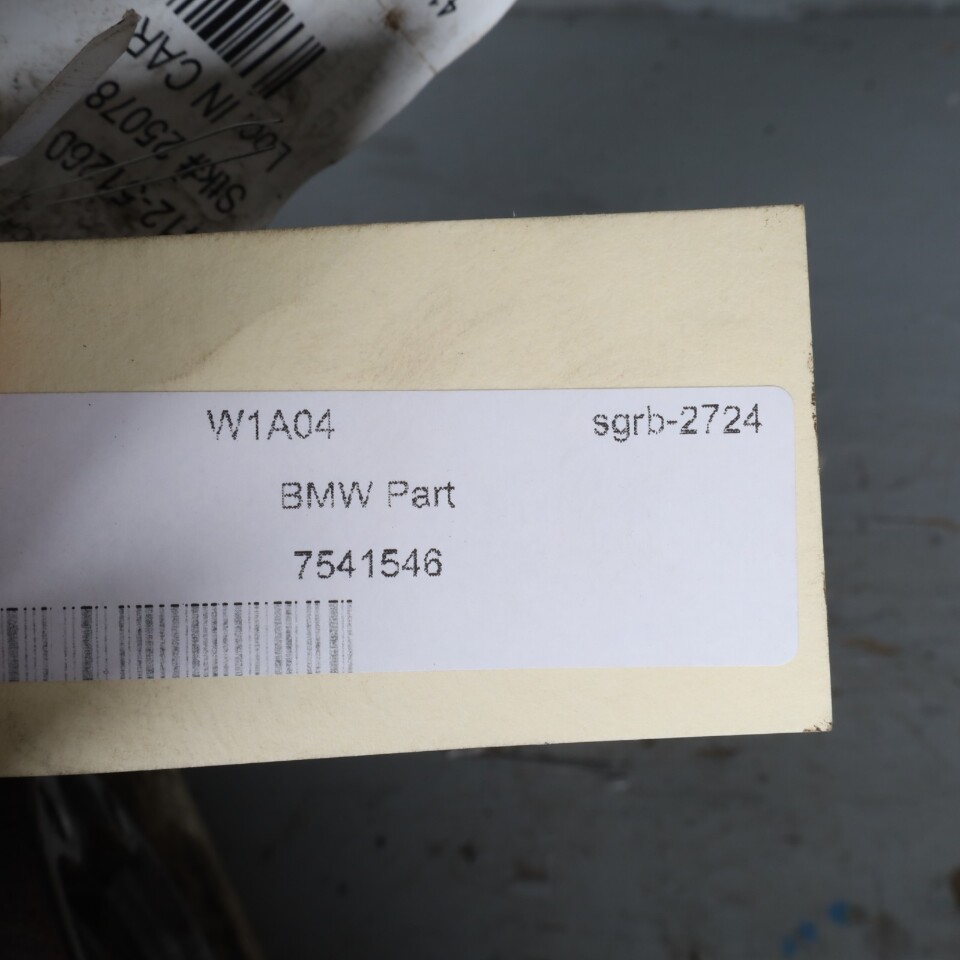 Loc. IN CAR
Stk# 25078
W1A04 sgrb-2724
BMW Part
7541546